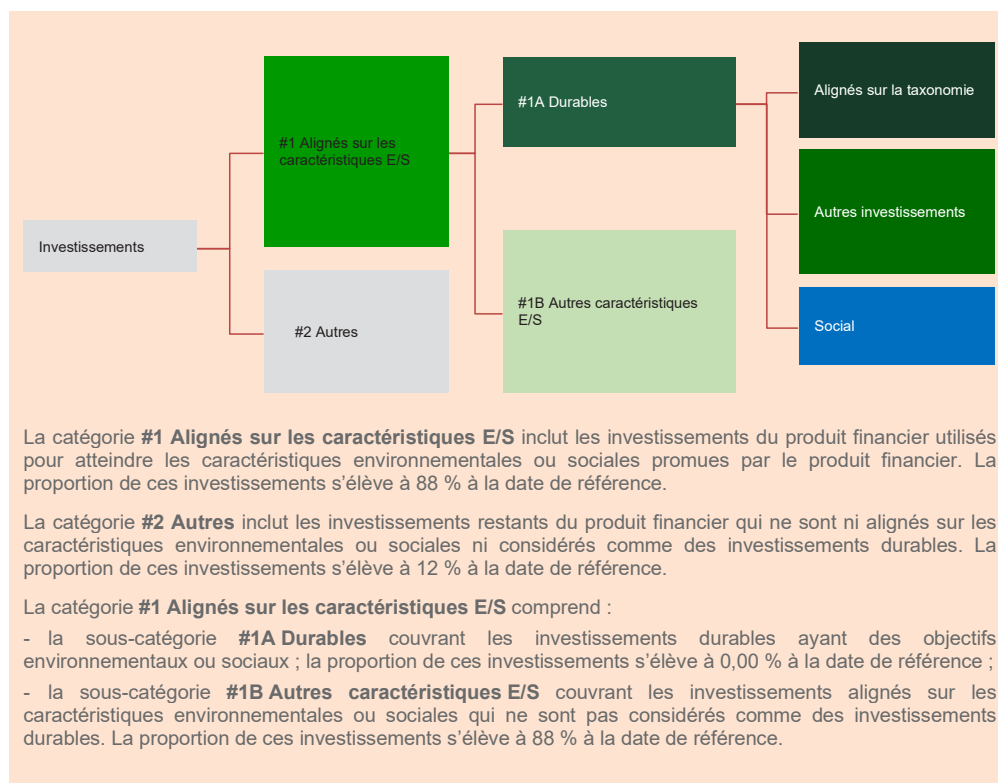 Alignés sur la taxonomie
#1A Durables
#1 Alignés sur les
caractéristiques E/S
Autres investissements
Investissements
#1B Autres caractéristiques
E/S
#2 Autres
Social
La catégorie #1 Alignés sur les caractéristiques E/S inclut les investissements du produit financier utilisés
pour atteindre les caractéristiques environnementales ou sociales promues par le produit financier. La
proportion de ces investissements s’élève à 88 % à la date de référence.
La catégorie #2 Autres inclut les investissements restants du produit financier qui ne sont ni alignés sur les
caractéristiques environnementales ou sociales ni considérés comme des investissements durables. La
proportion de ces investissements s’élève à 12 % à la date de référence.
La catégorie #1 Alignés sur les caractéristiques E/S comprend :
- la sous-catégorie #1A Durables couvrant les investissements durables ayant des objectifs
environnementaux ou sociaux ; la proportion de ces investissements s’élève à 0,00 % à la date de référence ;
- la sous-catégorie #1B Autres caractéristiques E/S couvrant les investissements alignés sur les
caractéristiques environnementales ou sociales qui ne sont pas considérés comme des investissements
durables. La proportion de ces investissements s’élève à 88 % à la date de référence.